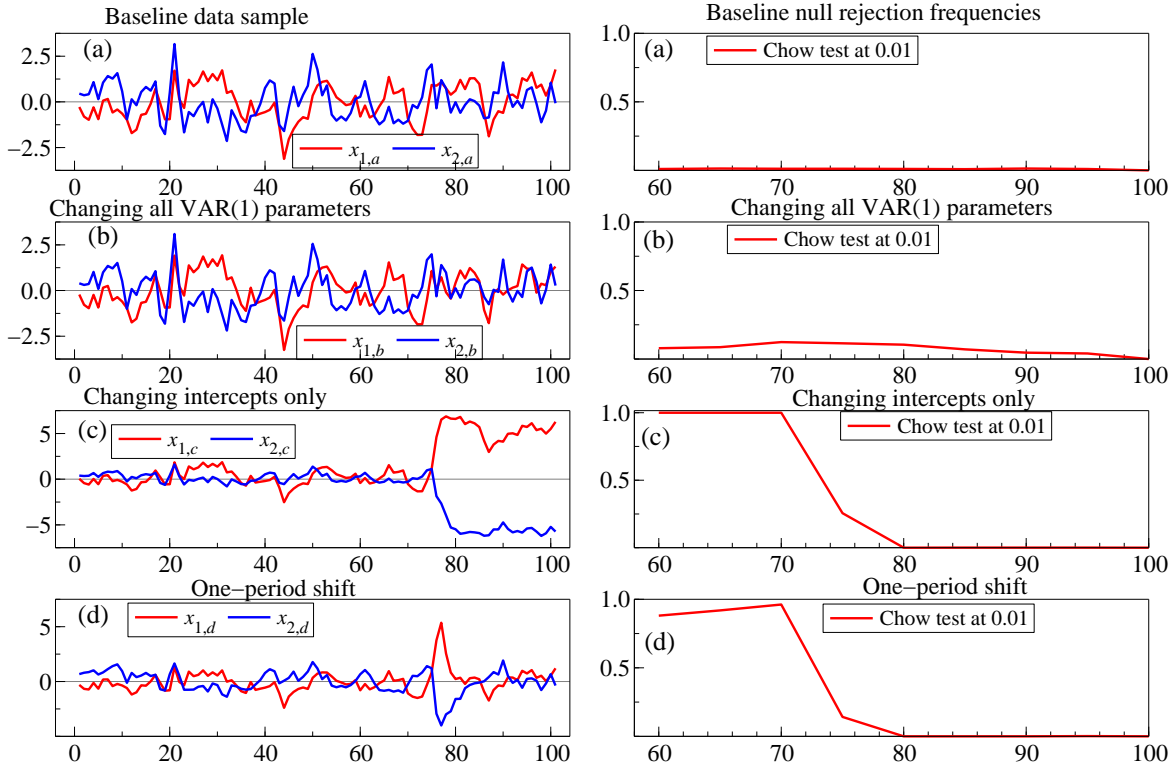 Baseline data sample
(a)
2.5
0.0
−2.5
x1,a x2,a
0 20 40 60 80 100
Baseline null rejection frequencies
1.0
(a)
Chow test at 0.01
0.5
60 70 80 90 100
Changing all VAR(1) parameters
(b)
2.5
0.0
−2.5
x1,b x2,b
0 20 40 60 80 100
Changing all VAR(1) parameters
1.0
(b)
Chow test at 0.01
0.5
60 70 80 90 100
Changing intercepts only
(c)
x1,c x2,c
5
0
−5
0 20 40 60 80 100
Changing intercepts only
1.0
(c)
Chow test at 0.01
0.5
60 70 80 90 100
One−period shift
(d)
x1,d x2,d
5
0
0 20 40 60 80 100
One−period shift
1.0
(d)
Chow test at 0.01
0.5
60 70 80 90 100